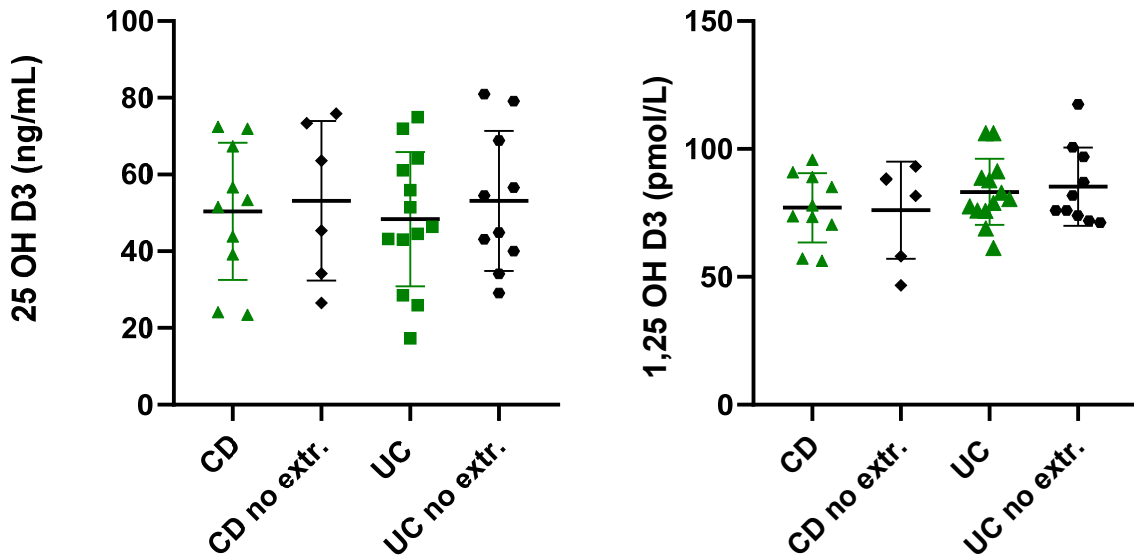 25 OH D3 (ng/mL)
100
80
60
40
20
0
CD
CD no extr.
UC
UC no extr.
1,25 OH D3 (pmol/L)
150
100
50
0
CD
CD no extr.
UC
UC no extr.